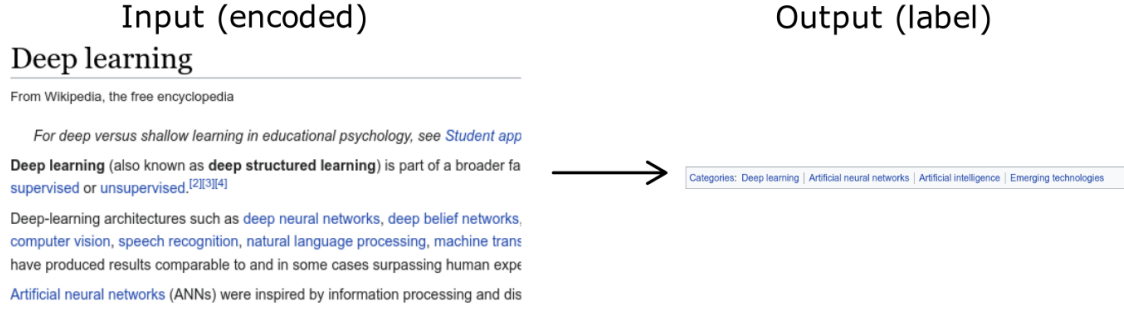 Input (encoded)
Output (label)
Deep learning
From Wikipedia, the free encyclopedia
For deep versus shallow learning in educational psychology, see Student app
Deep learning (also known as deep structured learning) is part of a broader fa
supervised or unsupervised.[2][3][4]
Deep-learning architectures such as deep neural networks, deep belief networks,
computer vision, speech recognition, natural language processing, machine trans
have produced results comparable to and in some cases surpassing human expe
Artificial neural networks (ANNs) were inspired by information processing and dis
Categories: Deep learning | Artificial neural networks | Artificial intelligence | Emerging technologies